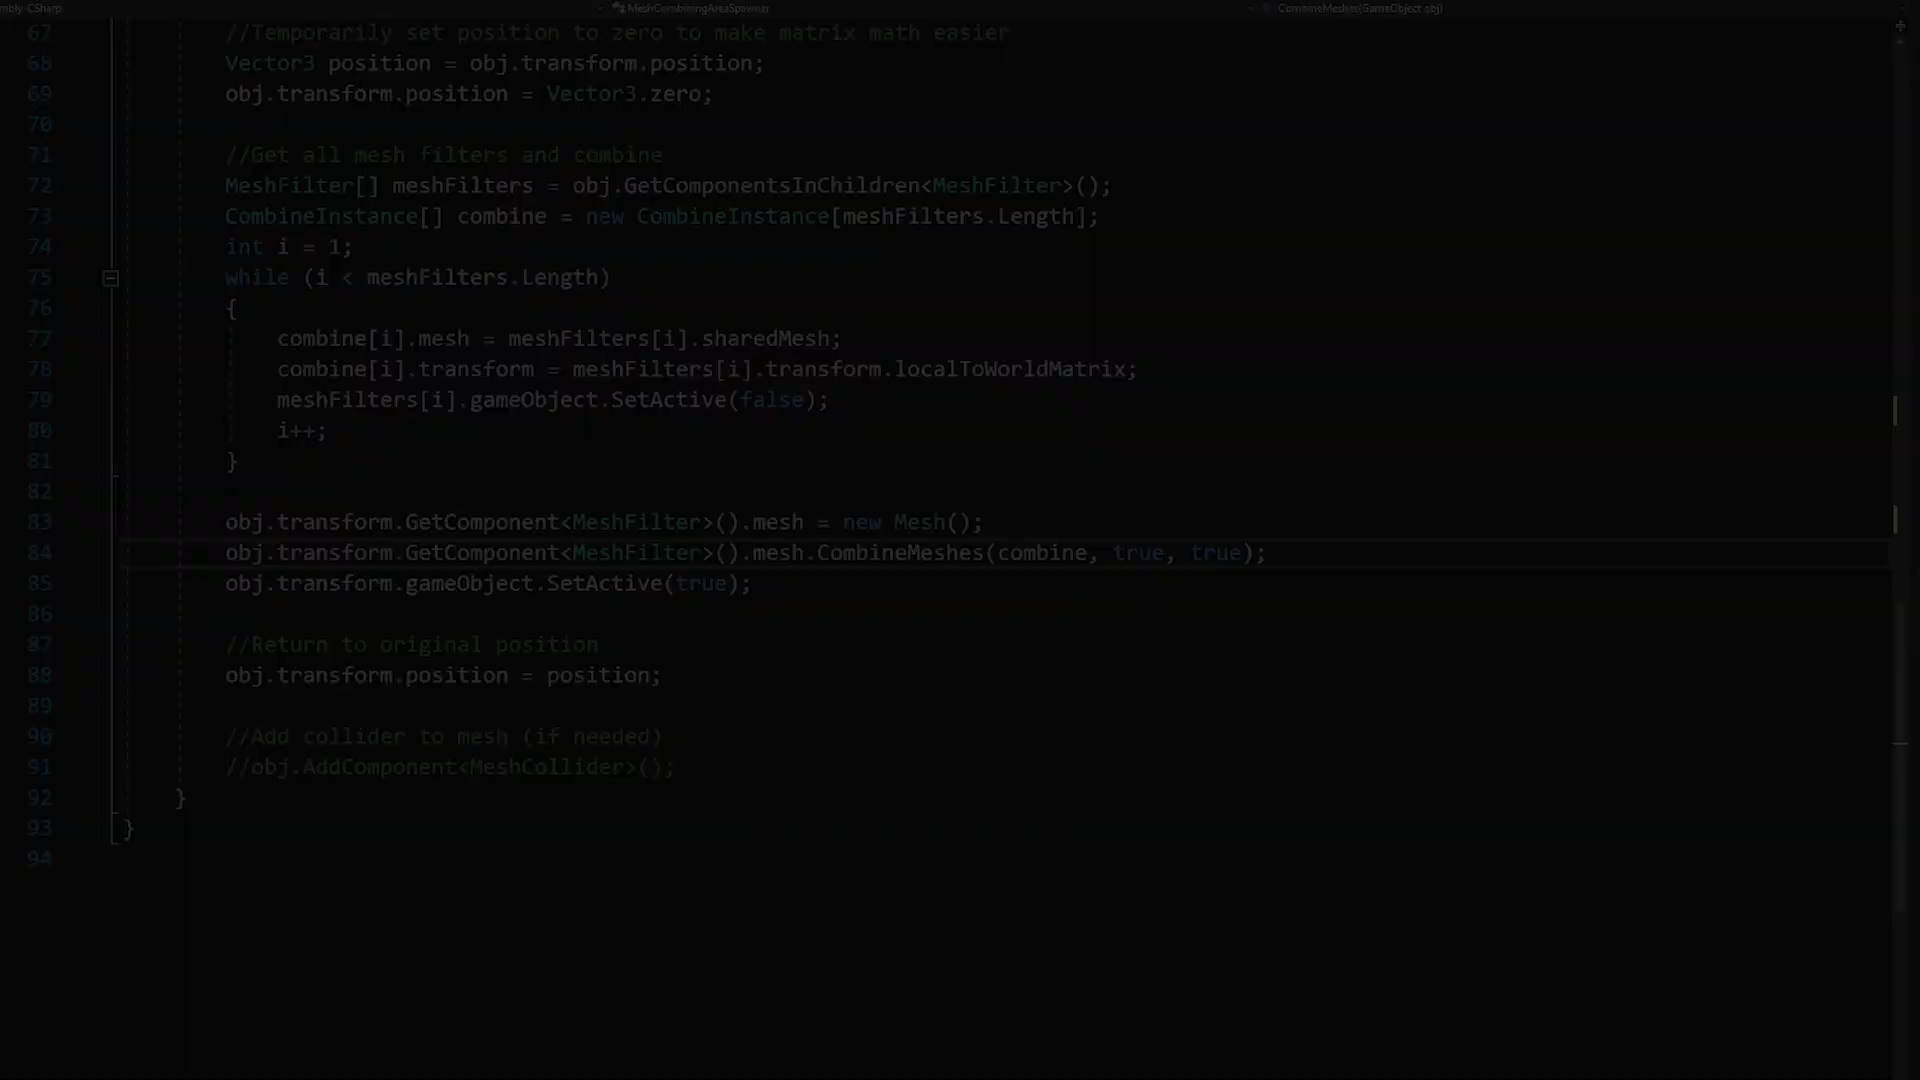 mbly-CSharp MeshCombiningAreaSpawner CombineMeshes(GameObject obj)
67 //Temporarily set position to zero to make matrix math easier
68 Vector3 position = obj.transform.position;
69 obj.transform.position = Vector3.zero;
70
71 //Get all mesh filters and combine
72 MeshFilter[] meshFilters = obj.GetComponentsInChildren<MeshFilter>();
73 CombineInstance[] combine = new CombineInstance[meshFilters.Length];
74 int i = 1;
75 while (i < meshFilters.Length)
76 {
77 combine[i].mesh = meshFilters[i].sharedMesh;
78 combine[i].transform = meshFilters[i].transform.localToWorldMatrix;
79 meshFilters[i].gameObject.SetActive(false);
80 i++;
81 }
82
83 obj.transform.GetComponent<MeshFilter>().mesh = new Mesh();
84 obj.transform.GetComponent<MeshFilter>().mesh.CombineMeshes(combine, true, true);
85 obj.transform.gameObject.SetActive(true);
86
87 //Return to original position
88 obj.transform.position = position;
89
90 //Add collider to mesh (if needed)
91 //obj.AddComponent<MeshCollider>();
92 }
93 }
94